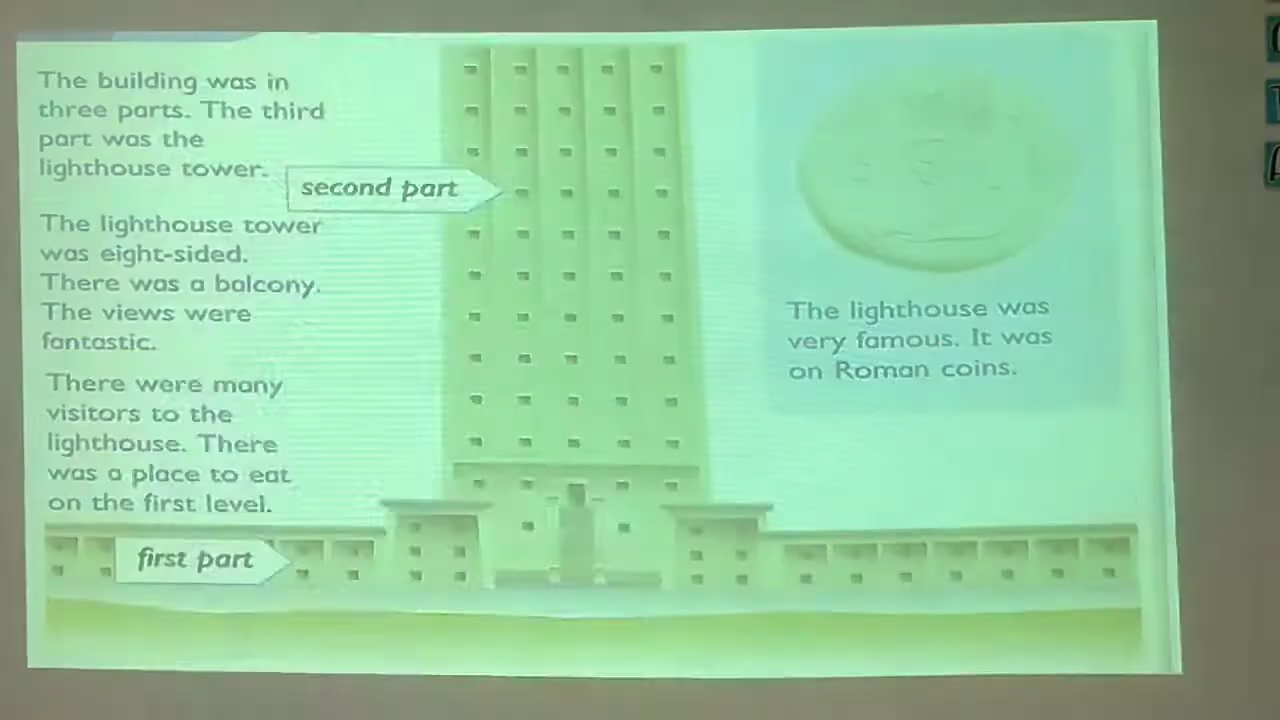 The building was in
three parts. The third
part was the
lighthouse tower.
second part
The lighthouse tower
was eight-sided.
There was a balcony.
The views were
fantastic.
There were many
visitors to the
lighthouse. There
was a place to eat
on the first level.
first part
The lighthouse was
very famous. It was
on Roman coins.